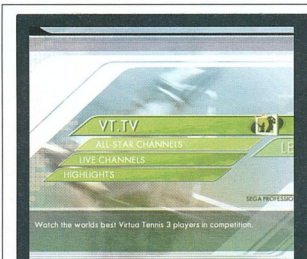 VT.TV
ALL-STAR CHANNELS
LE
LIVE CHANNELS
HIGHLIGHTS
SEGA PROFESSIO
Watch the worlds best Virtua Tennis 3 players in competition.